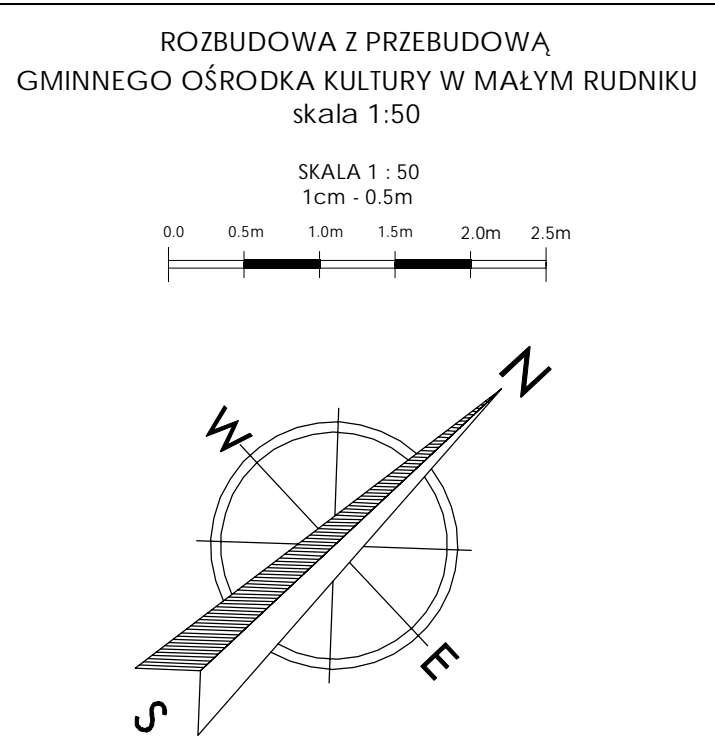 ROZBUDOWA Z PRZEBUDOWĄ
GMINNEGO OŚRODKA KULTURY W MAŁYM RUDNIKU
skala 1:50
SKALA 1 : 50
1cm - 0.5m
0.0 0.5m 1.0m 1.5m 2.0m 2.5m
N
W
E
S